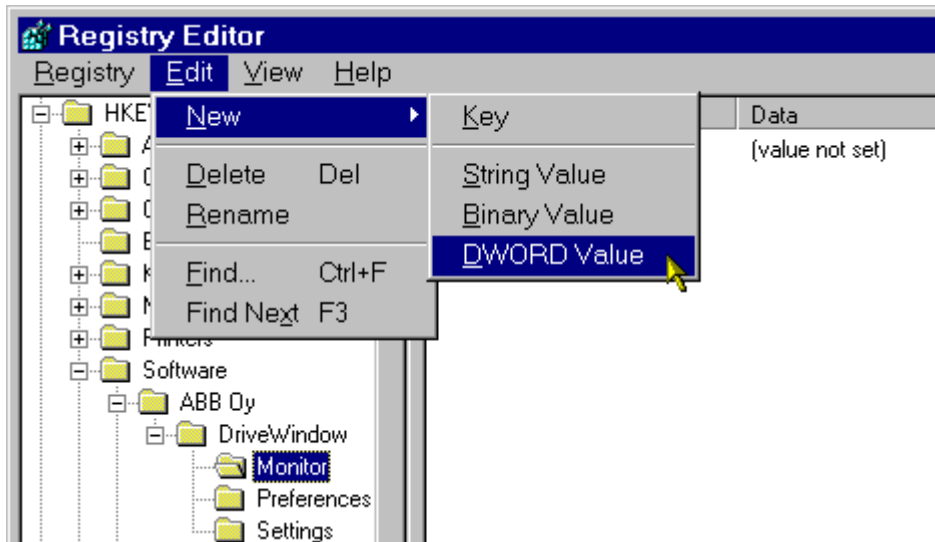 Registry Editor
Registry Edit View Help
HKE
New
Key
Data
(value not set)
Delete Del
String Value
Rename
Binary Value
DWORD Value
Find... Ctrl+F
Find Next F3
Software
ABB Oy
DriveWindow
Monitor
Preferences
Settings